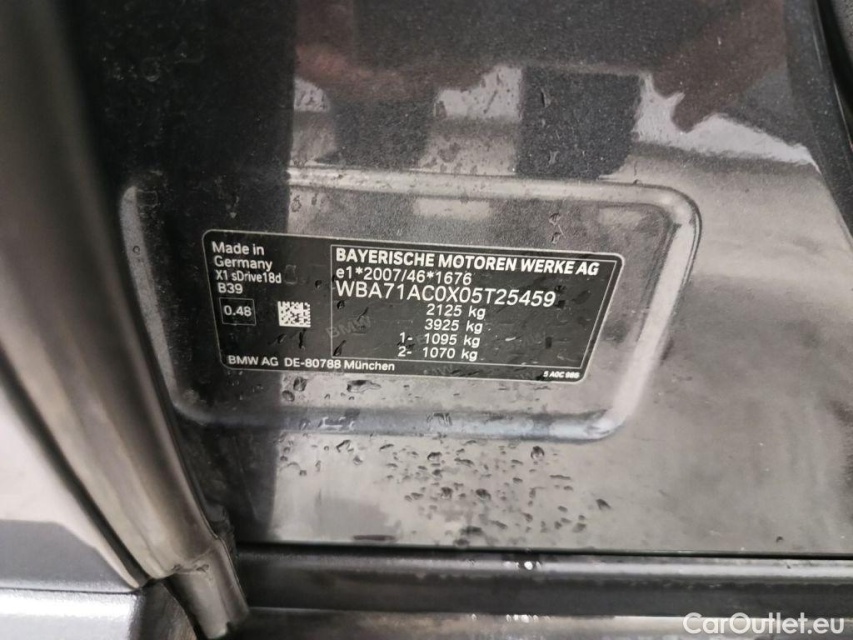 Made in
Germany
X1 sDrive18d
B39
0.48
BAYERISCHE MOTOREN WERKE AG
e1*2007/46*1676
WBA71AC0X05T25459
2125 kg
3925 kg
1- 1095 kg
2- 1070 kg
BMW AG DE-80788 München
CarOutlet.eu